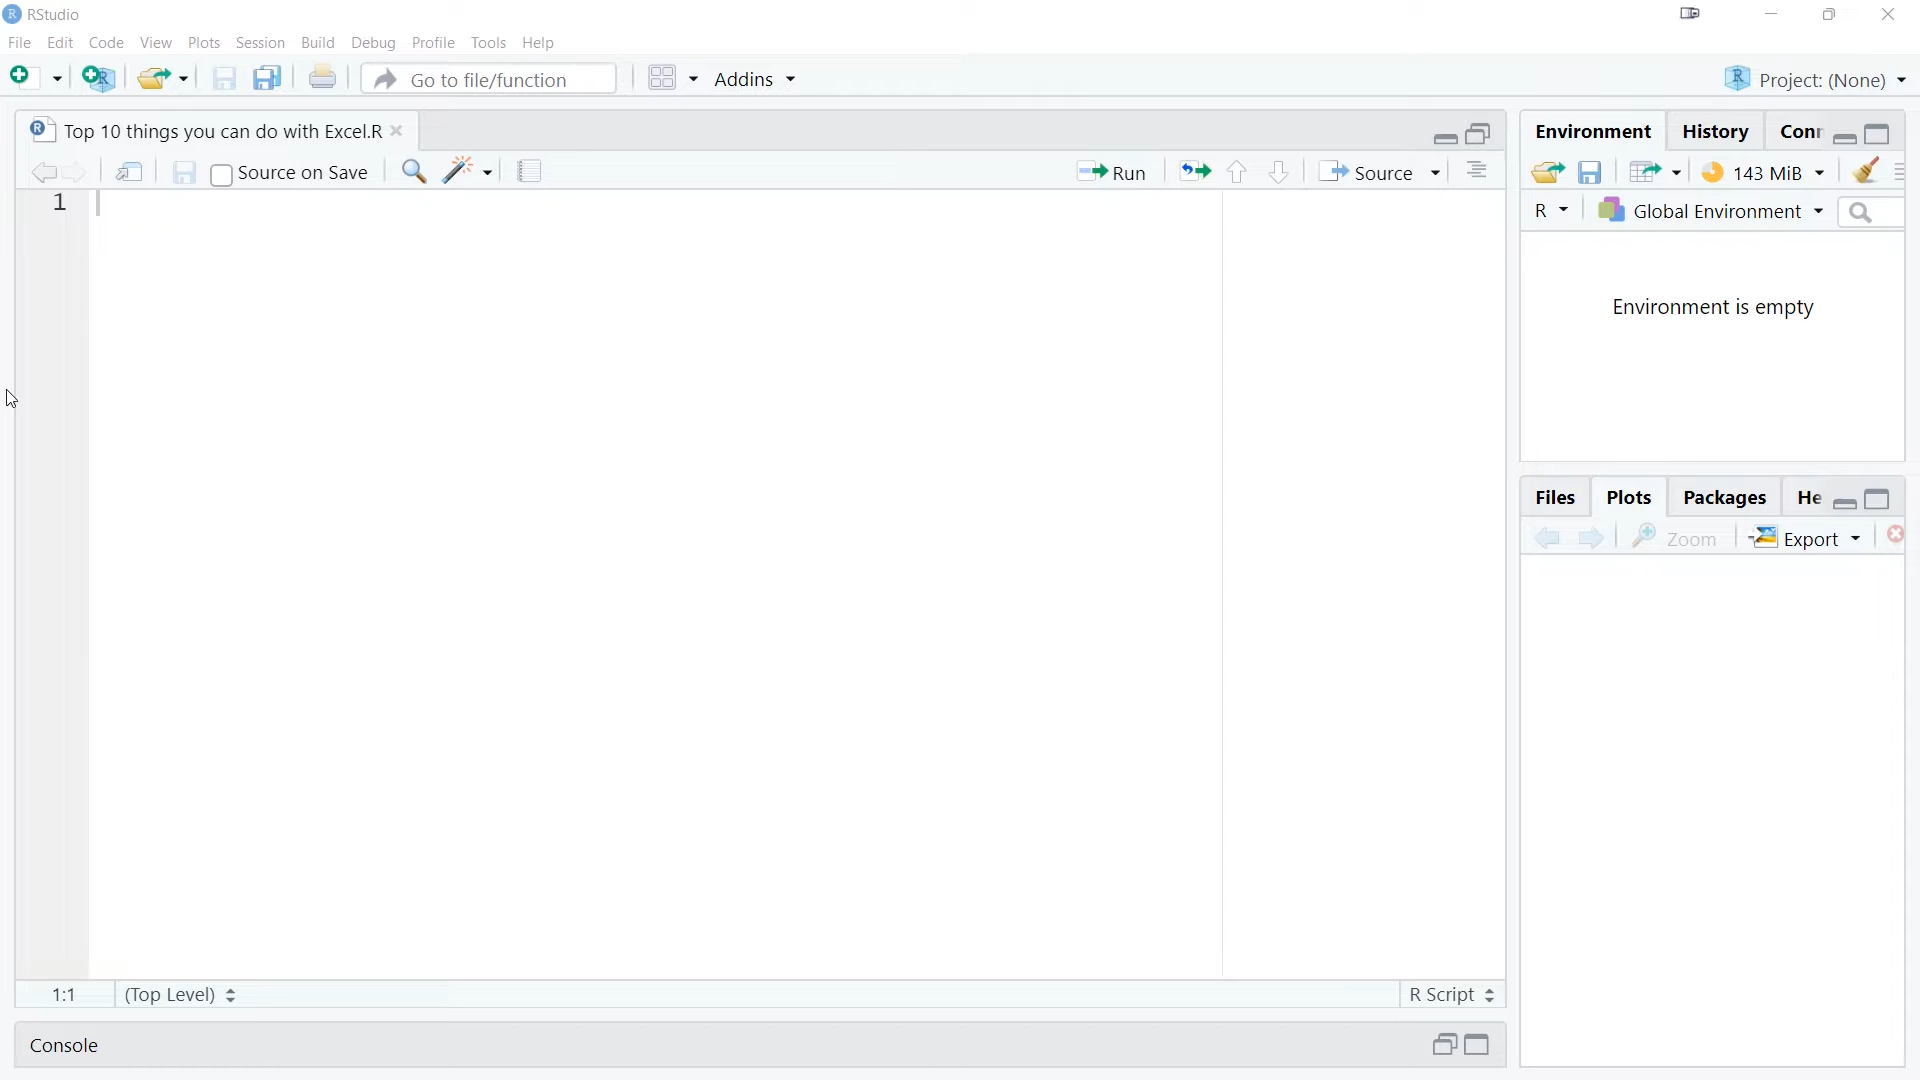 RStudio
File Edit Code View Plots Session Build Debug Profile Tools Help
Go to file/function Addins Project: (None)
Top 10 things you can do with Excel.R
Source on Save Run Source
1
1:1 (Top Level) R Script
Console
Environment History Conn
143 MiB
R Global Environment
Environment is empty
Files Plots Packages He
Zoom Export